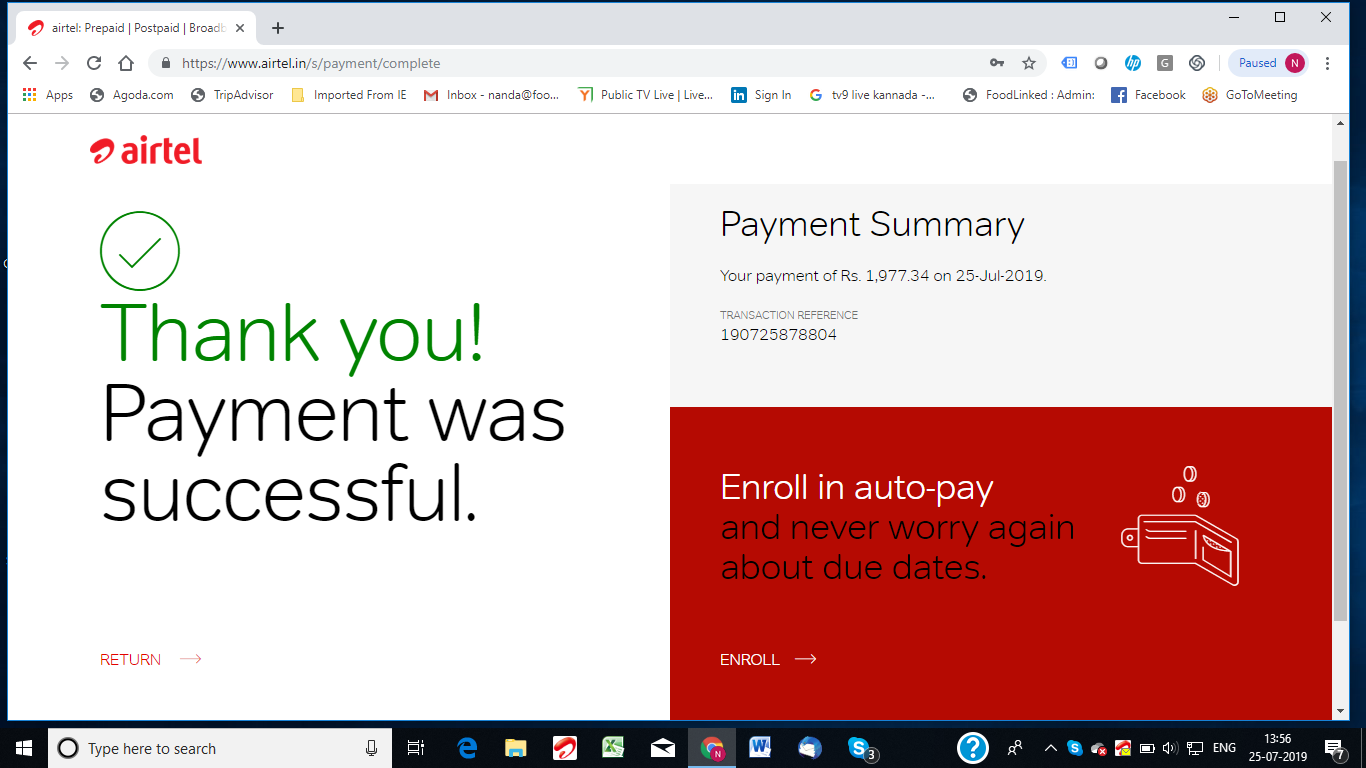 airtel: Prepaid | Postpaid | Broadb
https://www.airtel.in/s/payment/complete
Paused N
Apps Agoda.com TripAdvisor Imported From IE Inbox - nanda@foo... Public TV Live | Live... Sign In tv9 live kannada -... FoodLinked : Admin: Facebook GoToMeeting
airtel
Thank you!
Payment was
successful.
RETURN
Payment Summary
Your payment of Rs. 1,977.34 on 25-Jul-2019.
TRANSACTION REFERENCE
190725878804
Enroll in auto-pay
and never worry again
about due dates.
ENROLL
Type here to search
3
ENG
13:56
25-07-2019
7